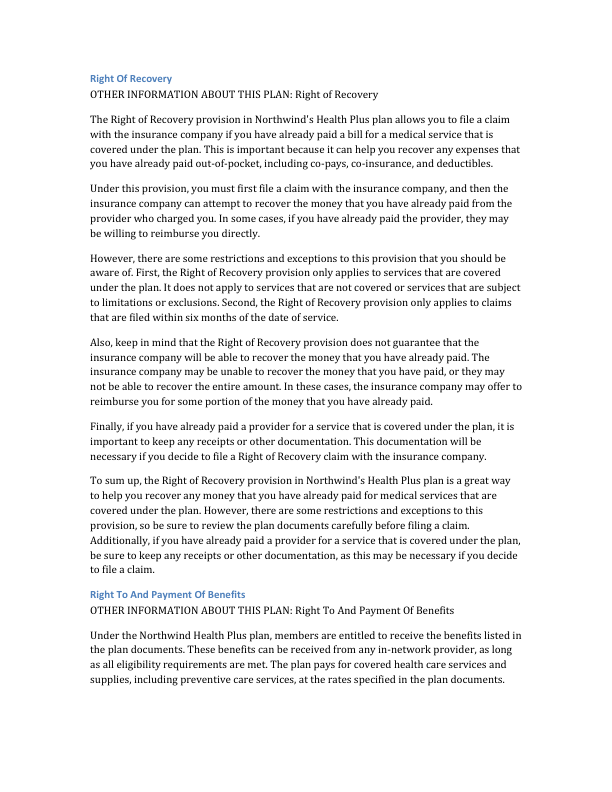 Right Of Recovery
OTHER INFORMATION ABOUT THIS PLAN: Right of Recovery
The Right of Recovery provision in Northwind's Health Plus plan allows you to file a claim
with the insurance company if you have already paid a bill for a medical service that is
covered under the plan. This is important because it can help you recover any expenses that
you have already paid out-of-pocket, including co-pays, co-insurance, and deductibles.
Under this provision, you must first file a claim with the insurance company, and then the
insurance company can attempt to recover the money that you have already paid from the
provider who charged you. In some cases, if you have already paid the provider, they may
be willing to reimburse you directly.
However, there are some restrictions and exceptions to this provision that you should be
aware of. First, the Right of Recovery provision only applies to services that are covered
under the plan. It does not apply to services that are not covered or services that are subject
to limitations or exclusions. Second, the Right of Recovery provision only applies to claims
that are filed within six months of the date of service.
Also, keep in mind that the Right of Recovery provision does not guarantee that the
insurance company will be able to recover the money that you have already paid. The
insurance company may be unable to recover the money that you have paid, or they may
not be able to recover the entire amount. In these cases, the insurance company may offer to
reimburse you for some portion of the money that you have already paid.
Finally, if you have already paid a provider for a service that is covered under the plan, it is
important to keep any receipts or other documentation. This documentation will be
necessary if you decide to file a Right of Recovery claim with the insurance company.
To sum up, the Right of Recovery provision in Northwind's Health Plus plan is a great way
to help you recover any money that you have already paid for medical services that are
covered under the plan. However, there are some restrictions and exceptions to this
provision, so be sure to review the plan documents carefully before filing a claim.
Additionally, if you have already paid a provider for a service that is covered under the plan,
be sure to keep any receipts or other documentation, as this may be necessary if you decide
to file a claim.
Right To And Payment Of Benefits
OTHER INFORMATION ABOUT THIS PLAN: Right To And Payment Of Benefits
Under the Northwind Health Plus plan, members are entitled to receive the benefits listed in
the plan documents. These benefits can be received from any in-network provider, as long
as all eligibility requirements are met. The plan pays for covered health care services and
supplies, including preventive care services, at the rates specified in the plan documents.